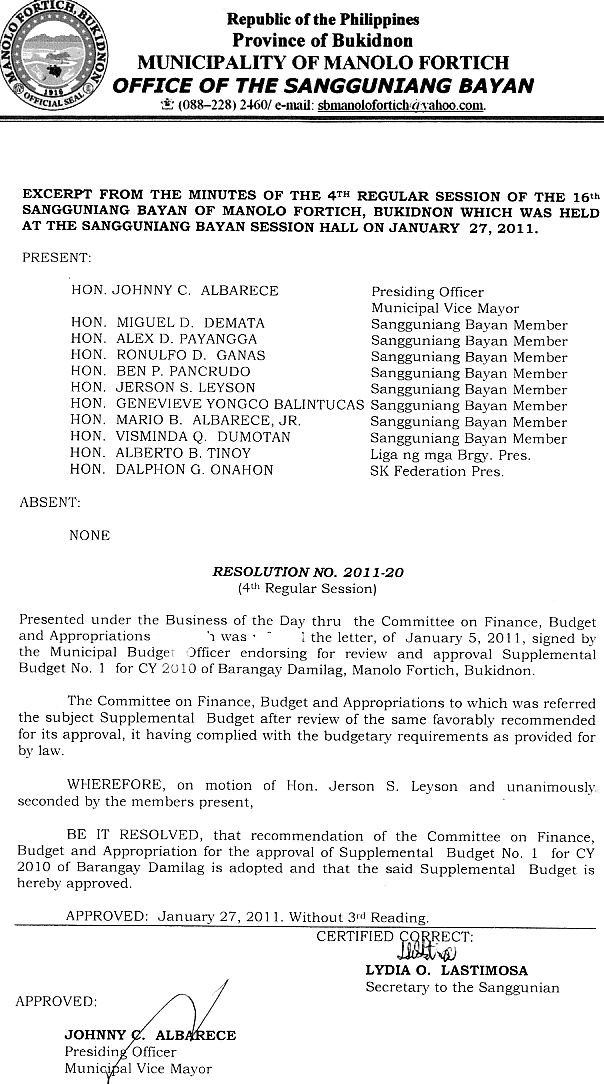 MANOLO FORTICH, BUKIDNON
1916
OFFICIAL SEAL
Republic of the Philippines
Province of Bukidnon
MUNICIPALITY OF MANOLO FORTICH
OFFICE OF THE SANGGUNIANG BAYAN
☏ (088–228) 2460/ e-mail: sbmanolofortich@yahoo.com.
EXCERPT FROM THE MINUTES OF THE 4TH REGULAR SESSION OF THE 16th
SANGGUNIANG BAYAN OF MANOLO FORTICH, BUKIDNON WHICH WAS HELD
AT THE SANGGUNIANG BAYAN SESSION HALL ON JANUARY 27, 2011.
PRESENT:
HON. JOHNNY C. ALBARECE Presiding Officer
Municipal Vice Mayor
HON. MIGUEL D. DEMATA Sangguniang Bayan Member
HON. ALEX D. PAYANGGA Sangguniang Bayan Member
HON. RONULFO D. GANAS Sangguniang Bayan Member
HON. BEN P. PANCRUDO Sangguniang Bayan Member
HON. JERSON S. LEYSON Sangguniang Bayan Member
HON. GENEVIEVE YONGCO BALINTUCAS Sangguniang Bayan Member
HON. MARIO B. ALBARECE, JR. Sangguniang Bayan Member
HON. VISMINDA Q. DUMOTAN Sangguniang Bayan Member
HON. ALBERTO B. TINOY Liga ng mga Brgy. Pres.
HON. DALPHON G. ONAHON SK Federation Pres.
ABSENT:
NONE
RESOLUTION NO. 2011-20
(4th Regular Session)
Presented under the Business of the Day thru the Committee on Finance, Budget
and Appropriations was the letter, of January 5, 2011, signed by
the Municipal Budget Officer endorsing for review and approval Supplemental
Budget No. 1 for CY 2010 of Barangay Damilag, Manolo Fortich, Bukidnon.
The Committee on Finance, Budget and Appropriations to which was referred
the subject Supplemental Budget after review of the same favorably recommended
for its approval, it having complied with the budgetary requirements as provided for
by law.
WHEREFORE, on motion of Hon. Jerson S. Leyson and unanimously
seconded by the members present,
BE IT RESOLVED, that recommendation of the Committee on Finance,
Budget and Appropriation for the approval of Supplemental Budget No. 1 for CY
2010 of Barangay Damilag is adopted and that the said Supplemental Budget is
hereby approved.
APPROVED: January 27, 2011. Without 3rd Reading.
CERTIFIED CORRECT:
LYDIA O. LASTIMOSA
Secretary to the Sanggunian
APPROVED:
JOHNNY C. ALBARECE
Presiding Officer
Municipal Vice Mayor